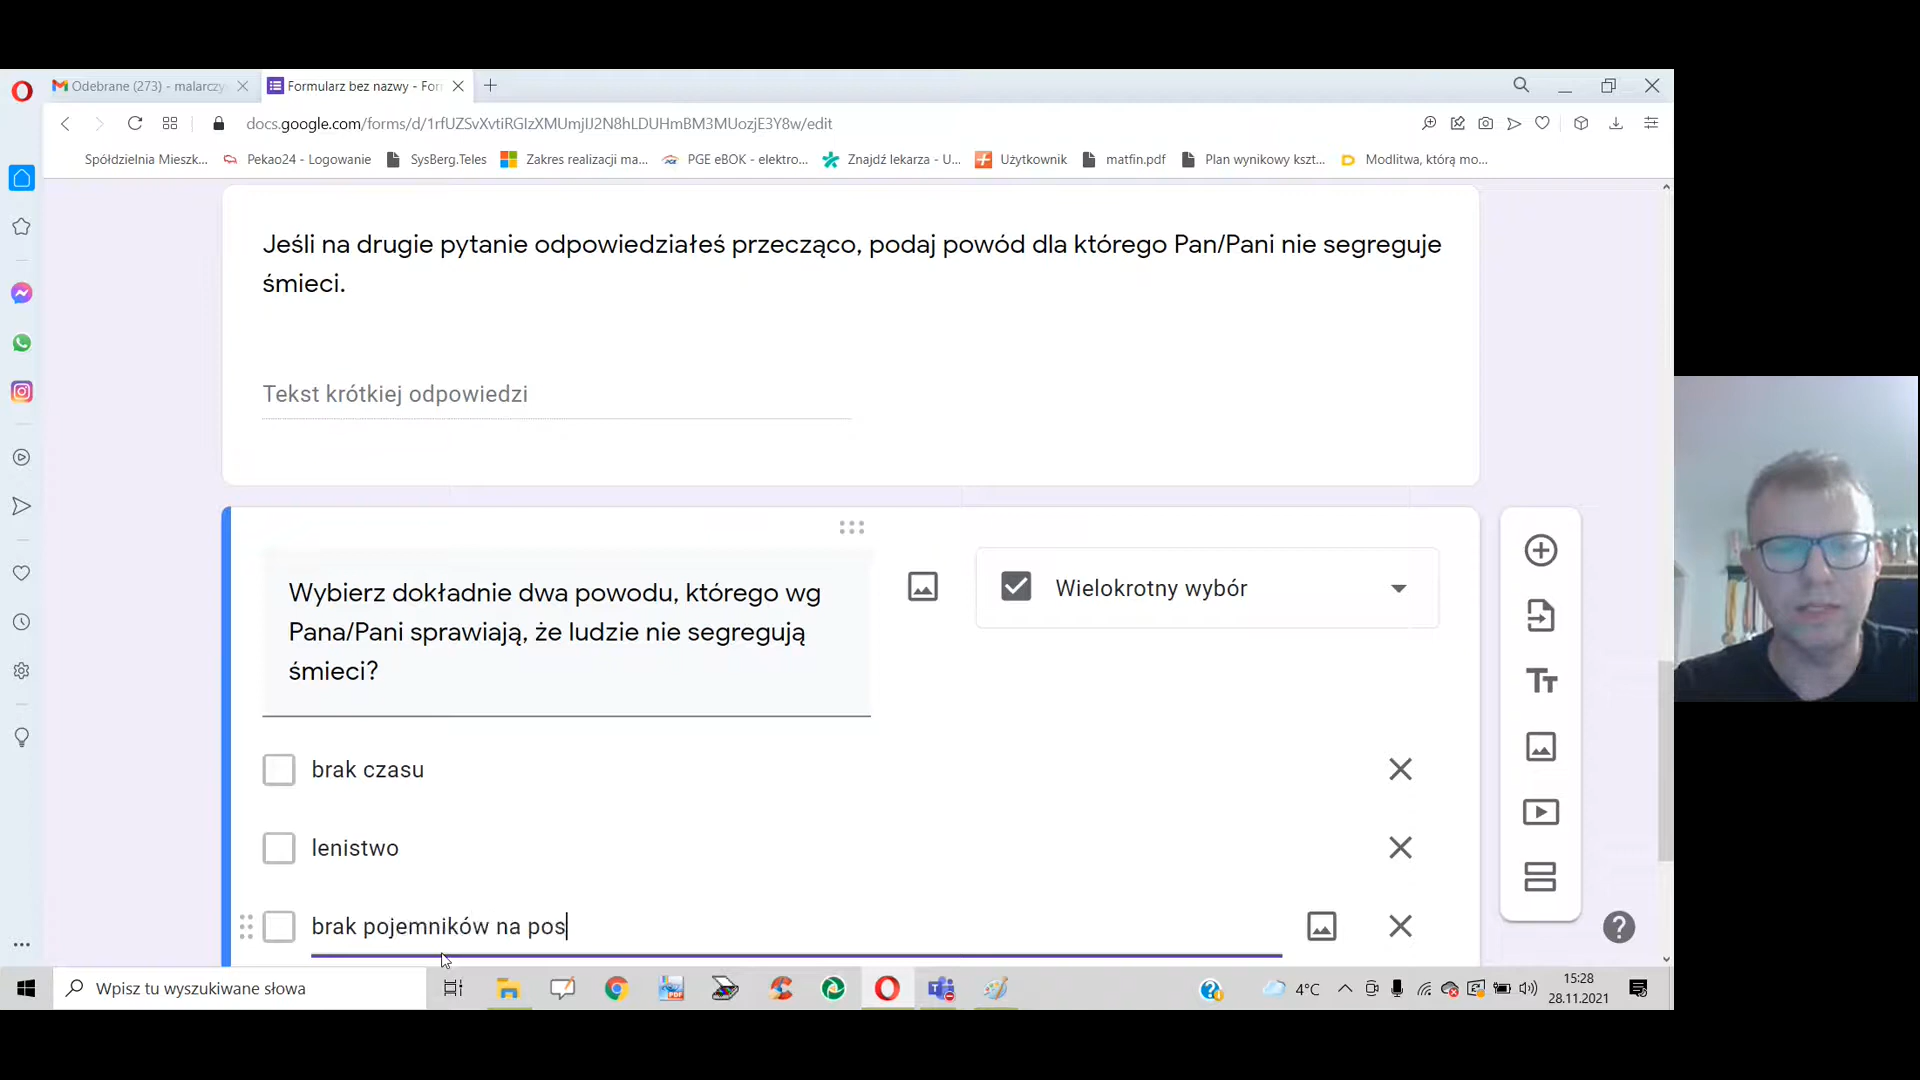 Odebrane (273) - malarczy
Formularz bez nazwy - For
docs.google.com/forms/d/1rfUZSvXvtiRGIzXMUmjIJ2N8hLDUHmBM3MUozjE3Y8w/edit
Spółdzielnia Mieszk...
Pekao24 - Logowanie
SysBerg.Teles
Zakres realizacji ma...
PGE eBOK - elektro...
Znajdź lekarza - U...
Użytkownik
matfin.pdf
Plan wynikowy kszt...
Modlitwa, którą mo...
Jeśli na drugie pytanie odpowiedziałeś przecząco, podaj powód dla którego Pan/Pani nie segreguje
śmieci.
Tekst krótkiej odpowiedzi
Wybierz dokładnie dwa powodu, którego wg
Pana/Pani sprawiają, że ludzie nie segregują
śmieci?
Wielokrotny wybór
brak czasu
lenistwo
brak pojemników na pos
Wpisz tu wyszukiwane słowa
4°C
15:28
28.11.2021